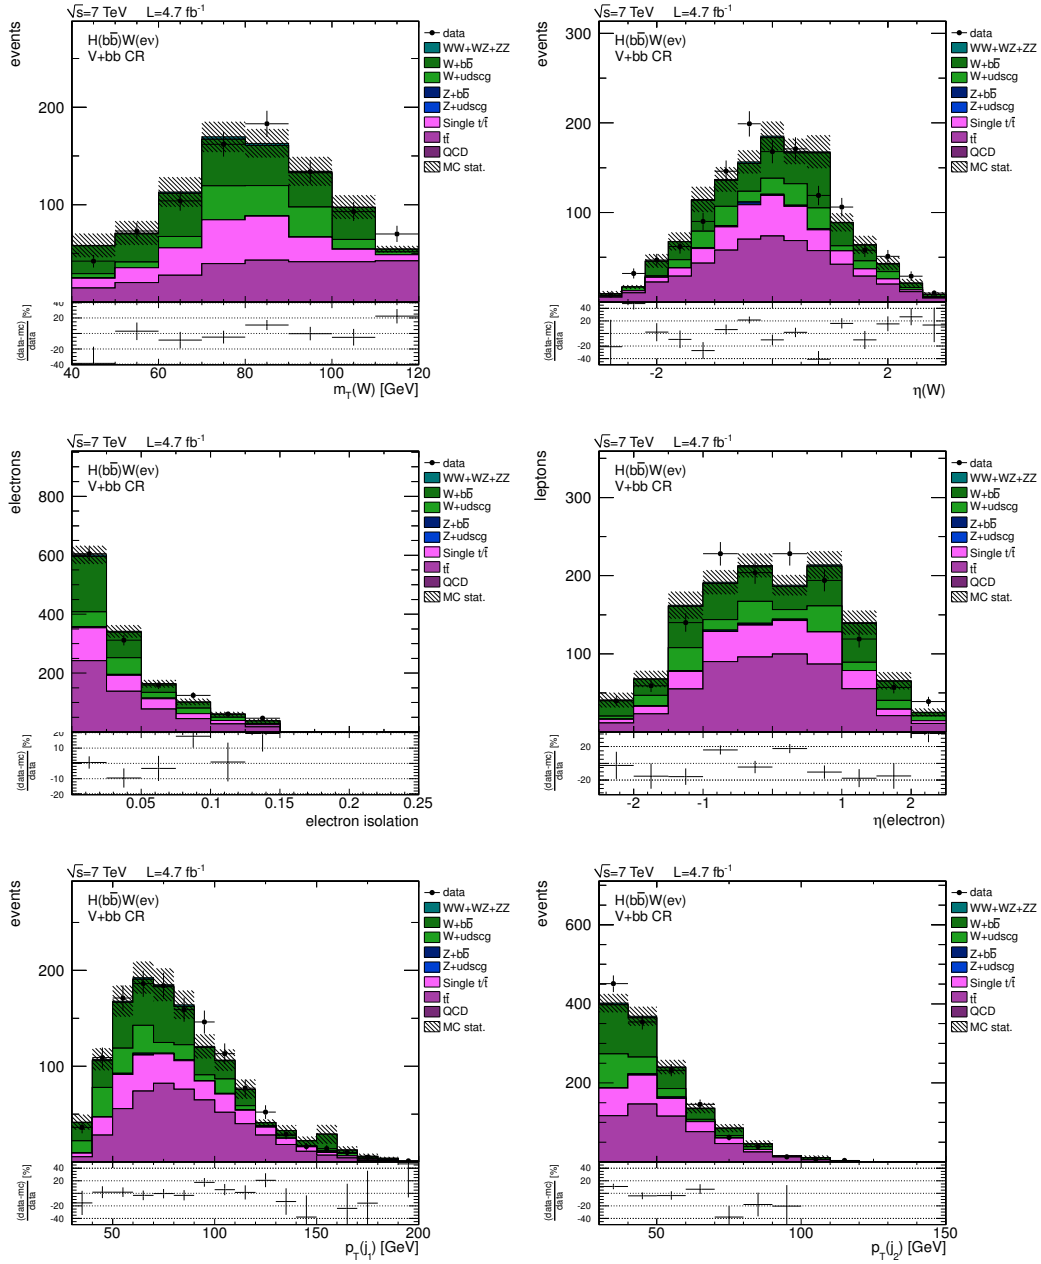 √s=7 TeV L=4.7 fb⁻¹
events
H(bb̅)W(eν)
V+bb CR
data
WW+WZ+ZZ
W+bb̅
W+udscg
Z+bb̅
Z+udscg
Single t/t̅
tt̅
QCD
MC stat.
200
100
(data-mc)
data
[%]
40
20
-20
-40
40 60 80 100 120
m_T(W) [GeV]
√s=7 TeV L=4.7 fb⁻¹
events
H(bb̅)W(eν)
V+bb CR
data
WW+WZ+ZZ
W+bb̅
W+udscg
Z+bb̅
Z+udscg
Single t/t̅
tt̅
QCD
MC stat.
300
200
100
(data-mc)
data
[%]
40
20
0
-20
-40
-2 0 2
η(W)
√s=7 TeV L=4.7 fb⁻¹
electrons
H(bb̅)W(eν)
V+bb CR
data
WW+WZ+ZZ
W+bb̅
W+udscg
Z+bb̅
Z+udscg
Single t/t̅
tt̅
QCD
MC stat.
800
600
400
200
(data-mc)
data
[%]
20
10
0
-10
-20
0.05 0.1 0.15 0.2 0.25
electron isolation
√s=7 TeV L=4.7 fb⁻¹
leptons
H(bb̅)W(eν)
V+bb CR
data
WW+WZ+ZZ
W+bb̅
W+udscg
Z+bb̅
Z+udscg
Single t/t̅
tt̅
QCD
MC stat.
300
200
100
(data-mc)
data
[%]
20
0
-20
-2 -1 0 1 2
η(electron)
√s=7 TeV L=4.7 fb⁻¹
events
H(bb̅)W(eν)
V+bb CR
data
WW+WZ+ZZ
W+bb̅
W+udscg
Z+bb̅
Z+udscg
Single t/t̅
tt̅
QCD
MC stat.
200
100
(data-mc)
data
[%]
40
20
0
-20
-40
50 100 150 200
p_T(j₁) [GeV]
√s=7 TeV L=4.7 fb⁻¹
events
H(bb̅)W(eν)
V+bb CR
data
WW+WZ+ZZ
W+bb̅
W+udscg
Z+bb̅
Z+udscg
Single t/t̅
tt̅
QCD
MC stat.
600
400
200
(data-mc)
data
[%]
40
20
0
-20
-40
50 100 150
p_T(j₂) [GeV]